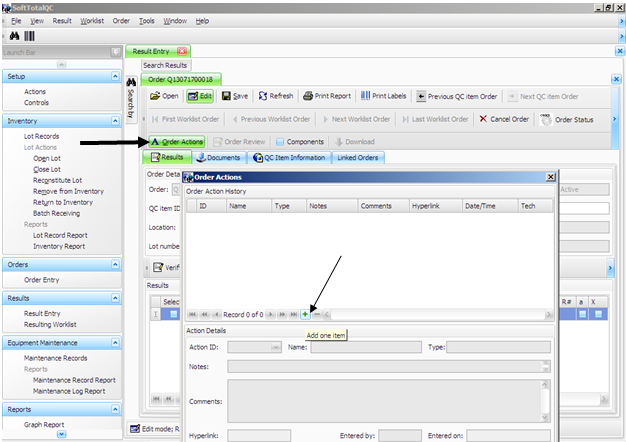 SoftTotalQC
File View Result Worklist Order Tools Window Help
Launch Bar
Result Entry
Search Results
Search by
Order Q13071700018
Open Edit Save Refresh Print Report Print Labels Previous QC item Order Next QC item Order
First Worklist Order Previous Worklist Order Next Worklist Order Last Worklist Order Cancel Order Order Status
Order Actions Order Review Components Download
Results Documents QC Item Information Linked Orders
Setup
Actions
Controls
Inventory
Lot Records
Lot Actions
Open Lot
Close Lot
Reconstitute Lot
Remove from Inventory
Return to Inventory
Batch Receiving
Reports
Lot Record Report
Inventory Report
Orders
Order Entry
Results
Result Entry
Resulting Worklist
Equipment Maintenance
Maintenance Records
Reports
Maintenance Record Report
Maintenance Log Report
Reports
Graph Report
Order Deta
Order: Q
Active
QC item ID
Location:
Lot number
Verif
Results
Selec
R# a X
I
Edit mode; R
Order Actions
Order Action History
ID Name Type Notes Comments Hyperlink Date/Time Tech
Record 0 of 0
Add one item
Action Details
Action ID: Name: Type:
Notes:
Comments:
Hyperlink: Entered by: Entered on: